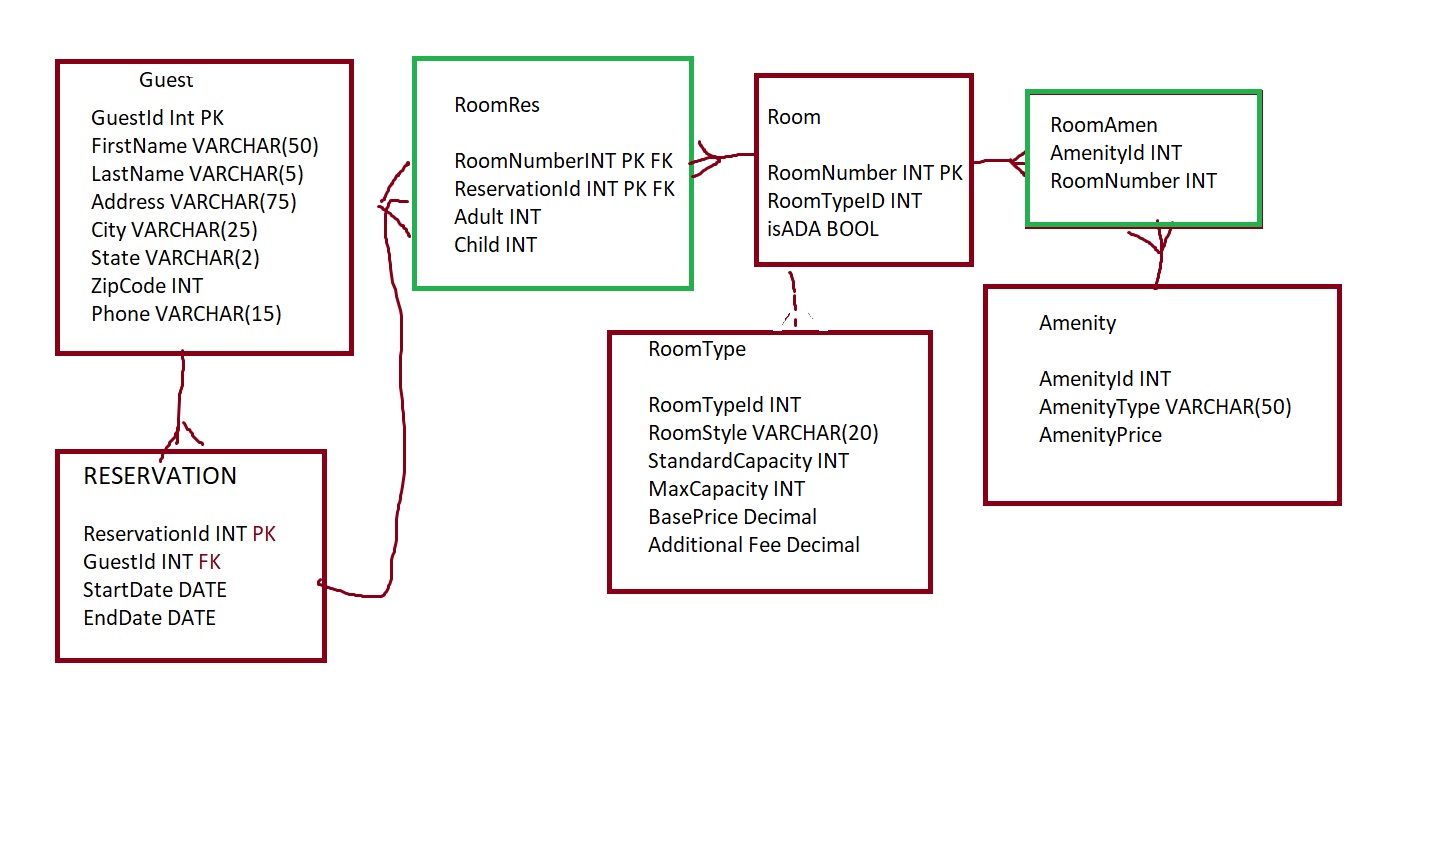 Guest
GuestId Int PK
FirstName VARCHAR(50)
LastName VARCHAR(5)
Address VARCHAR(75)
City VARCHAR(25)
State VARCHAR(2)
ZipCode INT
Phone VARCHAR(15)
RESERVATION
ReservationId INT PK
GuestId INT FK
StartDate DATE
EndDate DATE
RoomRes
RoomNumberINT PK FK
ReservationId INT PK FK
Adult INT
Child INT
Room
RoomNumber INT PK
RoomTypeID INT
isADA BOOL
RoomType
RoomTypeId INT
RoomStyle VARCHAR(20)
StandardCapacity INT
MaxCapacity INT
BasePrice Decimal
Additional Fee Decimal
RoomAmen
AmenityId INT
RoomNumber INT
Amenity
AmenityId INT
AmenityType VARCHAR(50)
AmenityPrice